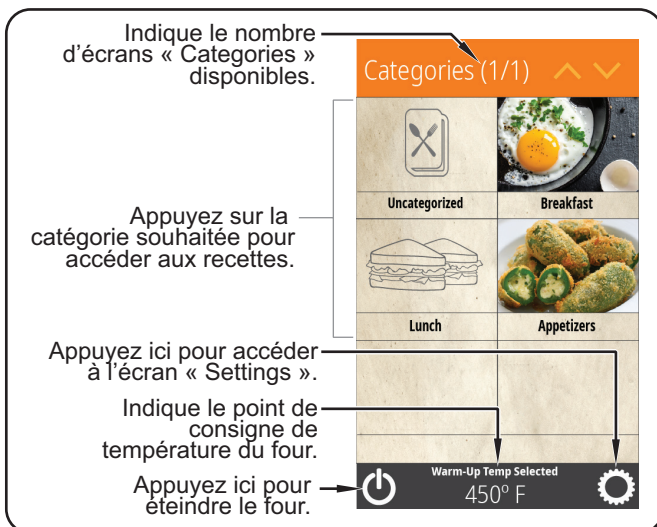 Indique le nombre
d'écrans « Categories »
disponibles.
Categories (1/1)
Uncategorized
Breakfast
Appuyez sur la
catégorie souhaitée pour
accéder aux recettes.
Lunch
Appetizers
Appuyez ici pour accéder
à l'écran « Settings ».
Indique le point de
consigne de
température du four.
Warm-Up Temp Selected
450° F
Appuyez ici pour
éteindre le four.